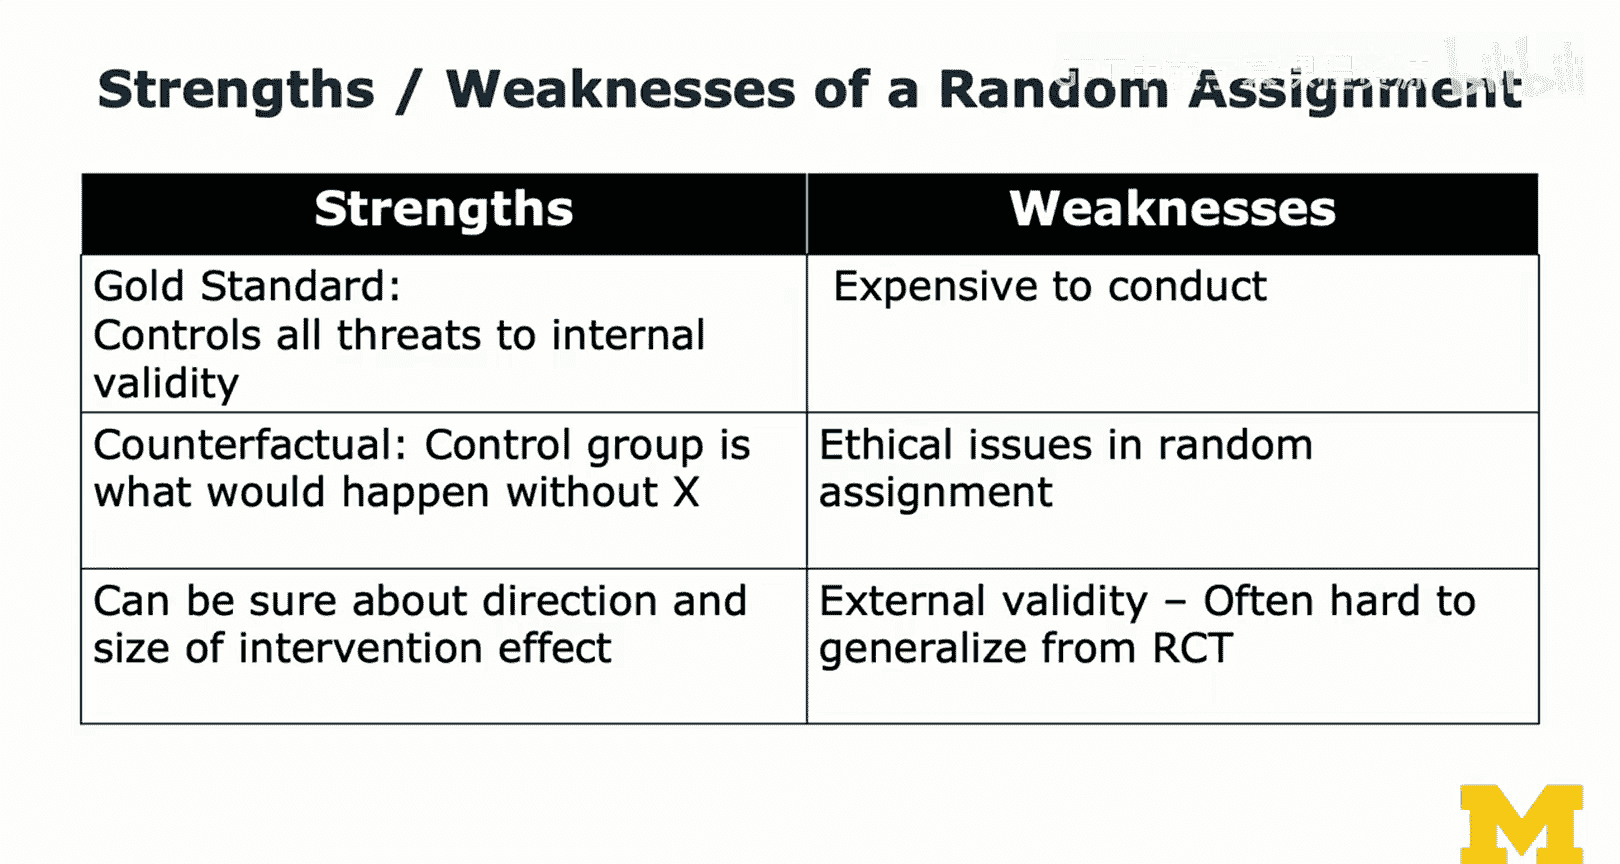 Strengths / Weaknesses of a Random Assignment
bilibili
Strengths
Weaknesses
Gold Standard:
Controls all threats to internal
validity
Expensive to conduct
Counterfactual: Control group is
what would happen without X
Ethical issues in random
assignment
Can be sure about direction and
size of intervention effect
External validity – Often hard to
generalize from RCT
M